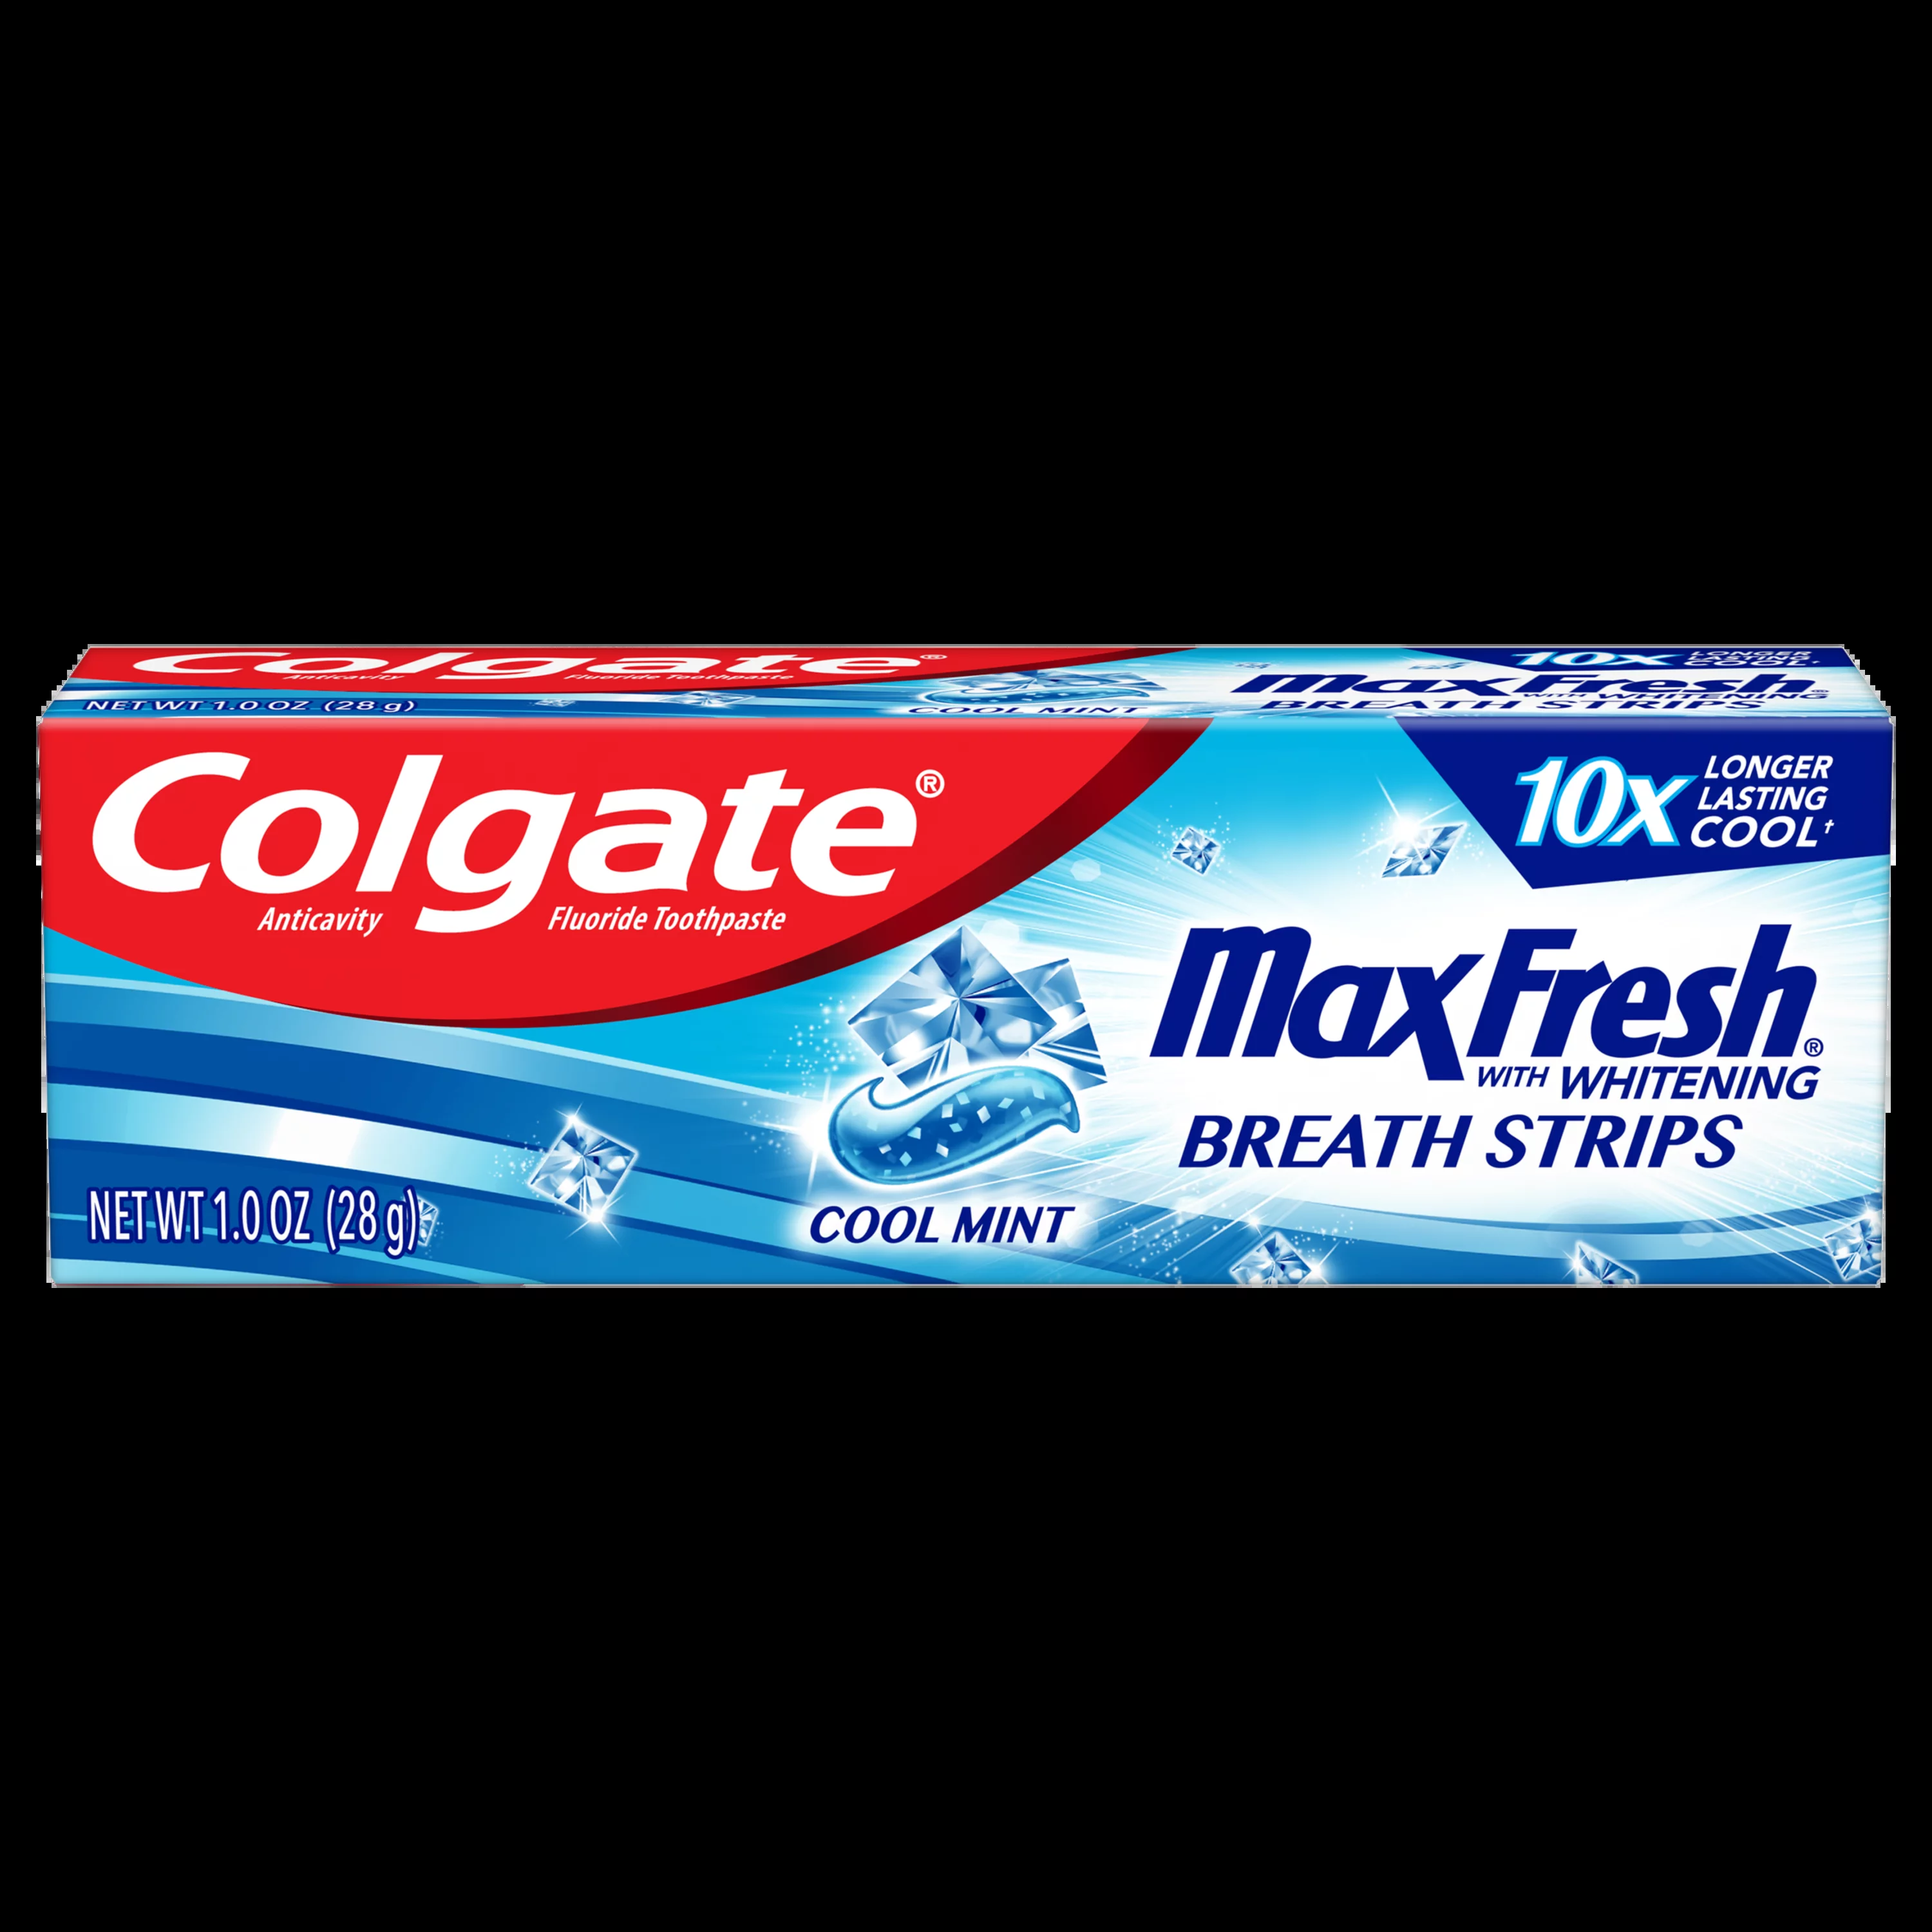 Colgate®
Anticavity Fluoride Toothpaste
10x LONGER LASTING COOL†
MaxFresh®
WITH WHITENING
BREATH STRIPS
COOL MINT
NET WT 1.0 OZ (28 g)
Colgate®
Anticavity Fluoride Toothpaste
10x
LONGER
LASTING
COOL†
MaxFresh®
WITH WHITENING
BREATH STRIPS
COOL MINT
NET WT 1.0 OZ (28 g)